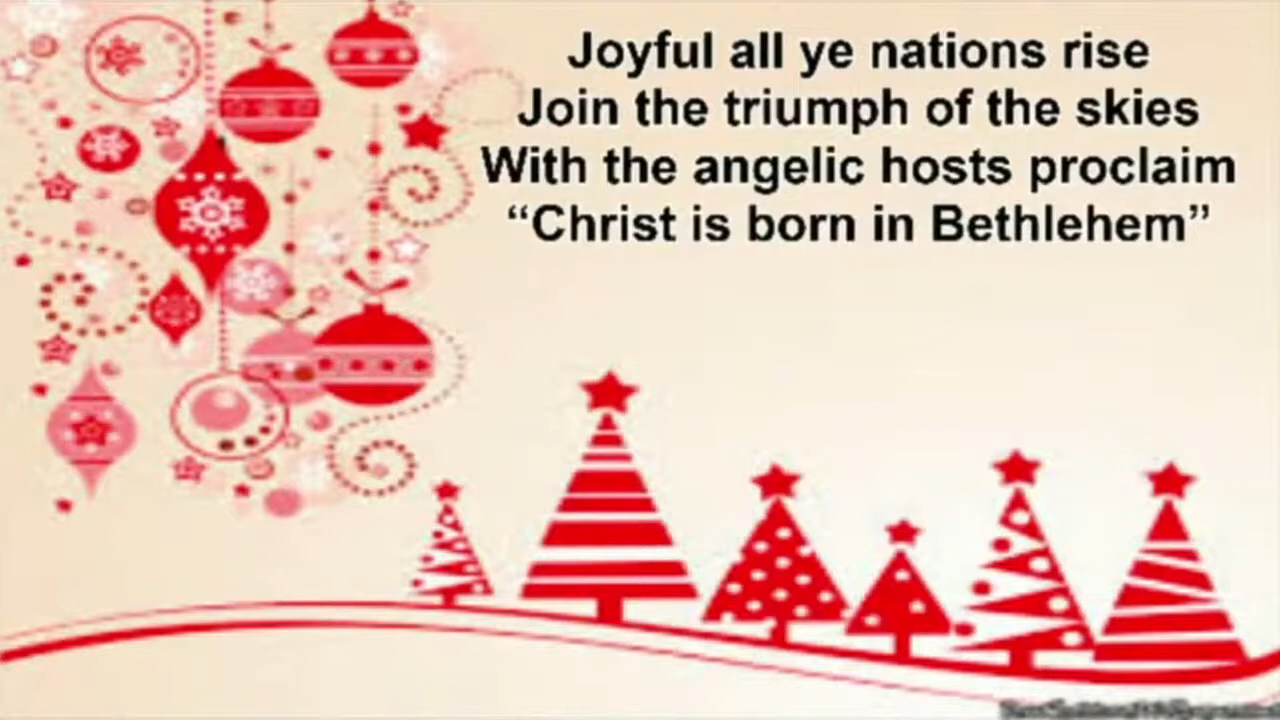 Joyful all ye nations rise
Join the triumph of the skies
With the angelic hosts proclaim
“Christ is born in Bethlehem”